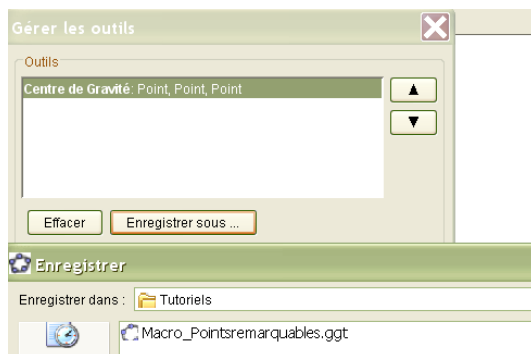 Gérer les outils
Outils
Centre de Gravité: Point, Point, Point
Effacer
Enregistrer sous ...
Enregistrer
Enregistrer dans :
Tutoriels
Macro_Pointsremarquables.ggt